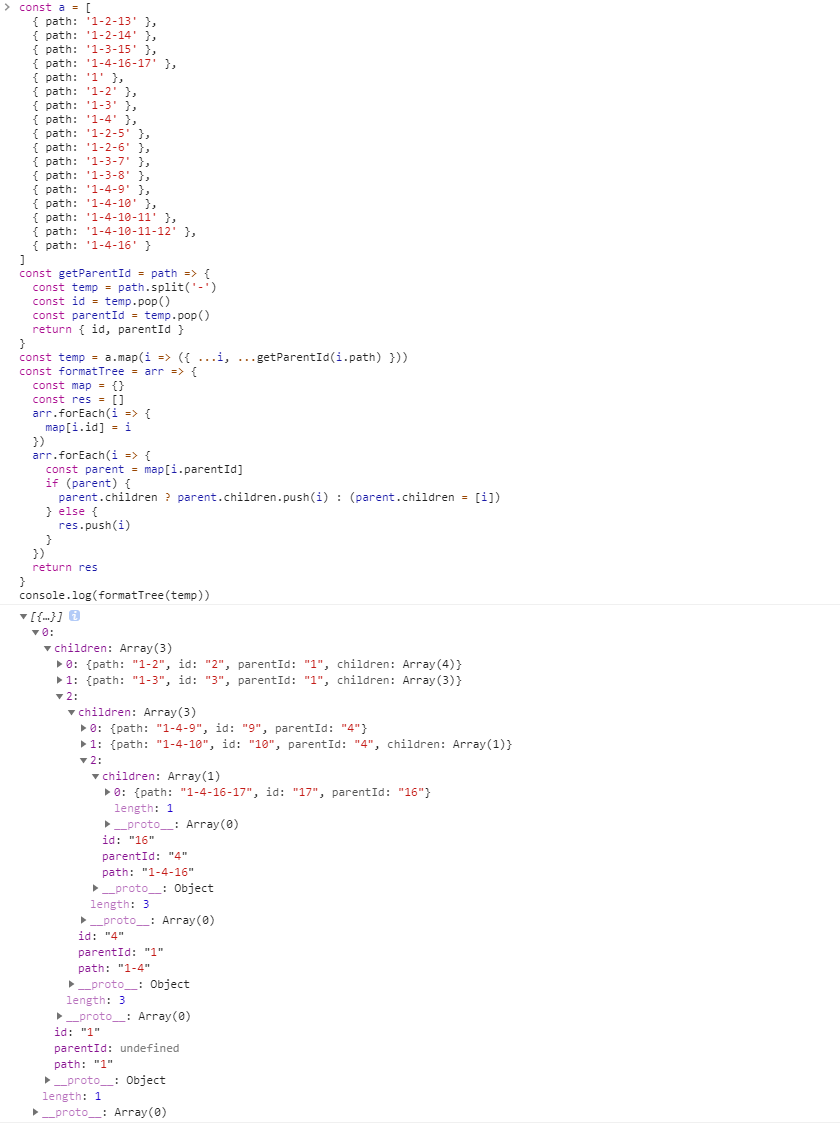 const a = [
  { path: '1-2-13' },
  { path: '1-2-14' },
  { path: '1-3-15' },
  { path: '1-4-16-17' },
  { path: '1' },
  { path: '1-2' },
  { path: '1-3' },
  { path: '1-4' },
  { path: '1-2-5' },
  { path: '1-2-6' },
  { path: '1-3-7' },
  { path: '1-3-8' },
  { path: '1-4-9' },
  { path: '1-4-10' },
  { path: '1-4-10-11' },
  { path: '1-4-10-11-12' },
  { path: '1-4-16' }
]
const getParentId = path => {
  const temp = path.split('-')
  const id = temp.pop()
  const parentId = temp.pop()
  return { id, parentId }
}
const temp = a.map(i => ({ ...i, ...getParentId(i.path) }))
const formatTree = arr => {
  const map = {}
  const res = []
  arr.forEach(i => {
    map[i.id] = i
  })
  arr.forEach(i => {
    const parent = map[i.parentId]
    if (parent) {
      parent.children ? parent.children.push(i) : (parent.children = [i])
    } else {
      res.push(i)
    }
  })
  return res
}
console.log(formatTree(temp))
[{…}] i
0:
children: Array(3)
0: {path: "1-2", id: "2", parentId: "1", children: Array(4)}
1: {path: "1-3", id: "3", parentId: "1", children: Array(3)}
2:
children: Array(3)
0: {path: "1-4-9", id: "9", parentId: "4"}
1: {path: "1-4-10", id: "10", parentId: "4", children: Array(1)}
2:
children: Array(1)
0: {path: "1-4-16-17", id: "17", parentId: "16"}
length: 1
__proto__: Array(0)
id: "16"
parentId: "4"
path: "1-4-16"
__proto__: Object
length: 3
__proto__: Array(0)
id: "4"
parentId: "1"
path: "1-4"
__proto__: Object
length: 3
__proto__: Array(0)
id: "1"
parentId: undefined
path: "1"
__proto__: Object
length: 1
__proto__: Array(0)